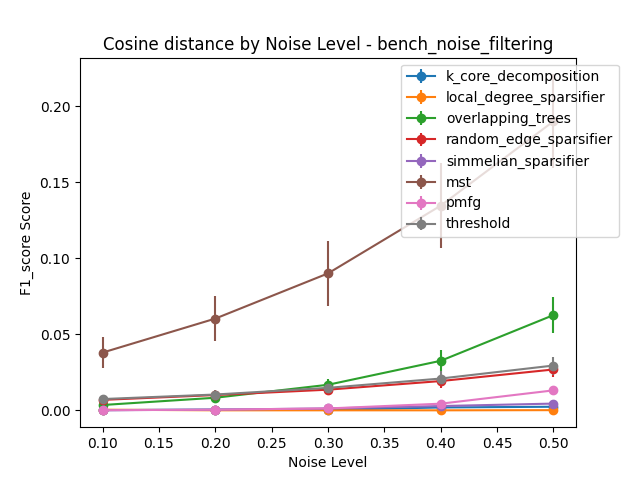 Cosine distance by Noise Level - bench_noise_filtering
k_core_decomposition
local_degree_sparsifier
overlapping_trees
random_edge_sparsifier
simmelian_sparsifier
mst
pmfg
threshold
F1_score Score
0.20
0.15
0.10
0.05
0.00
0.10 0.15 0.20 0.25 0.30 0.35 0.40 0.45 0.50
Noise Level